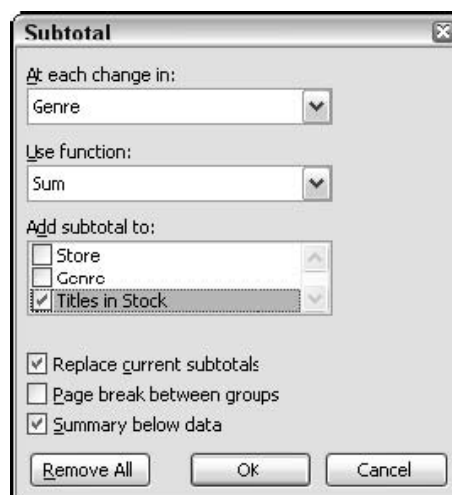 Subtotal
At each change in:
Genre
Use function:
Sum
Add subtotal to:
Store
Genre
Titles in Stock
Replace current subtotals
Page break between groups
Summary below data
Remove All OK Cancel